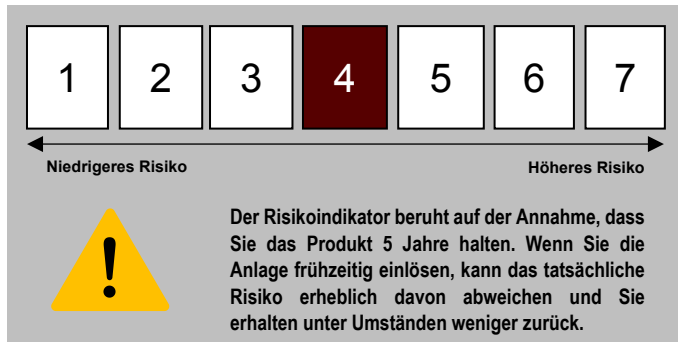 1 2 3 4 5 6 7
Niedrigeres Risiko Höheres Risiko
Der Risikoindikator beruht auf der Annahme, dass
Sie das Produkt 5 Jahre halten. Wenn Sie die
Anlage frühzeitig einlösen, kann das tatsächliche
Risiko erheblich davon abweichen und Sie
erhalten unter Umständen weniger zurück.